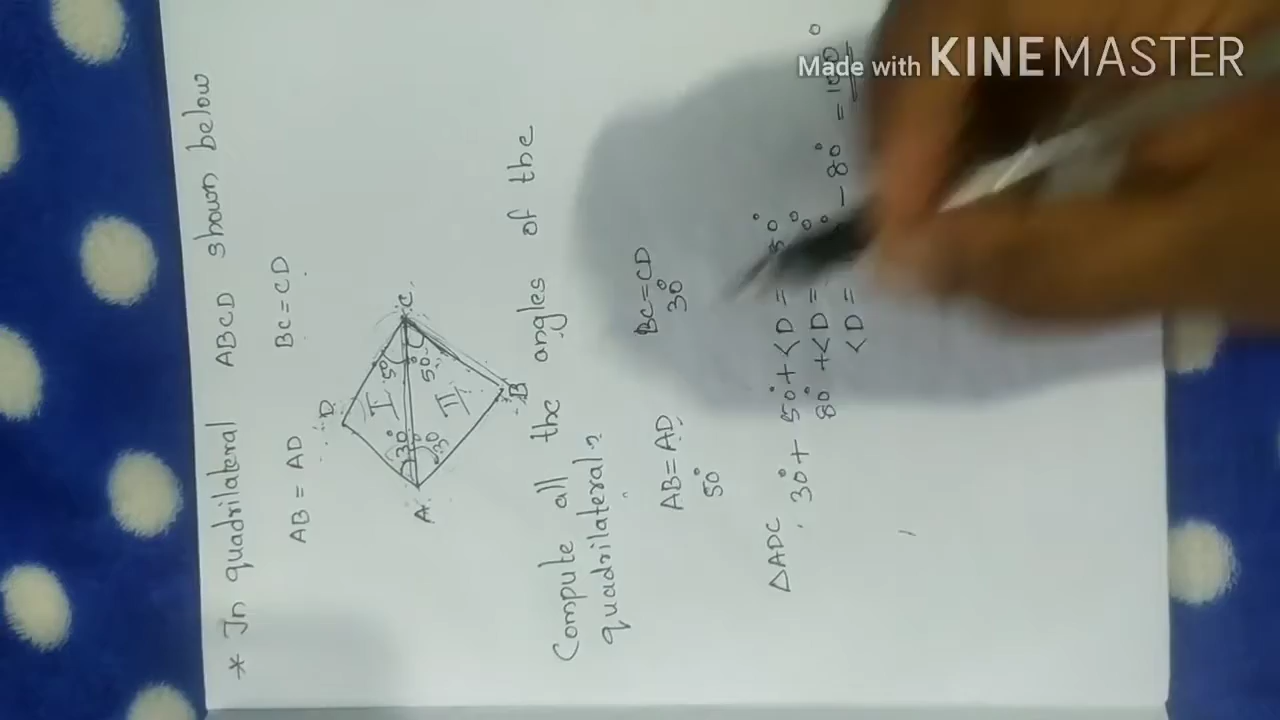 Made with KINEMASTER
* In quadrilateral ABCD shown below
AB = AD BC = CD
D
I
50°
C
30°
50°
30
II
A
B
Compute all the angles of the
quadrilateral?
AB = AD BC = CD
50° 30°
△ADC
30° + 50° + <D =
80° + <D =
<D = - 80° =